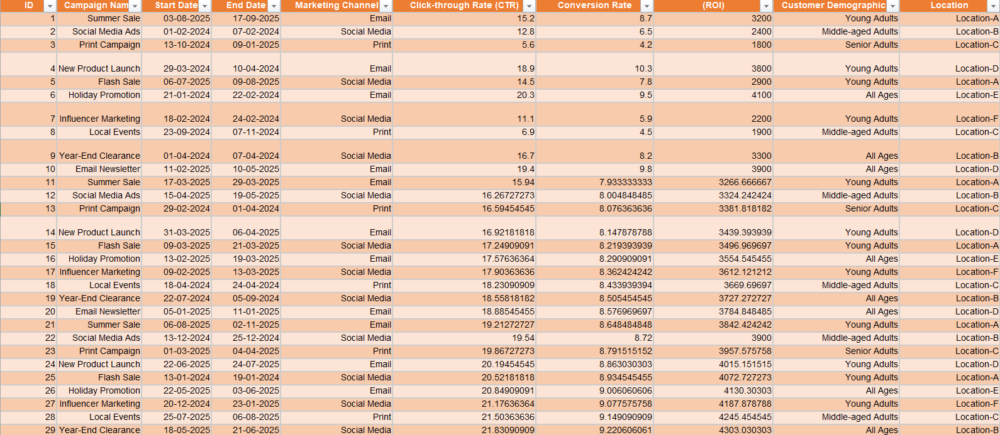 ID Campaign Nam Start Date End Date Marketing Channel Click-through Rate (CTR) Conversion Rate (ROI) Customer Demographic Location
1 Summer Sale 03-08-2025 17-09-2025 Email 15.2 8.7 3200 Young Adults Location-A
2 Social Media Ads 01-02-2024 07-02-2024 Social Media 12.8 6.5 2400 Middle-aged Adults Location-B
3 Print Campaign 13-10-2024 09-01-2025 Print 5.6 4.2 1800 Senior Adults Location-C
4 New Product Launch 29-03-2024 10-04-2024 Email 18.9 10.3 3800 Young Adults Location-D
5 Flash Sale 06-07-2025 09-08-2025 Social Media 14.5 7.8 2900 Young Adults Location-A
6 Holiday Promotion 21-01-2024 22-02-2024 Email 20.3 9.5 4100 All Ages Location-E
7 Influencer Marketing 18-02-2024 24-02-2024 Social Media 11.1 5.9 2200 Young Adults Location-F
8 Local Events 23-09-2024 07-11-2024 Print 6.9 4.5 1900 Middle-aged Adults Location-C
9 Year-End Clearance 01-04-2024 07-04-2024 Social Media 16.7 8.2 3300 All Ages Location-B
10 Email Newsletter 11-02-2025 10-05-2025 Email 19.4 9.8 3900 All Ages Location-D
11 Summer Sale 17-03-2025 29-03-2025 Email 15.94 7.933333333 3266.666667 Young Adults Location-A
12 Social Media Ads 15-04-2025 19-05-2025 Social Media 16.26727273 8.004848485 3324.242424 Middle-aged Adults Location-B
13 Print Campaign 29-02-2024 01-04-2024 Print 16.59454545 8.076363636 3381.818182 Senior Adults Location-C
14 New Product Launch 31-03-2025 06-04-2025 Email 16.92181818 8.147878788 3439.393939 Young Adults Location-D
15 Flash Sale 09-03-2025 21-03-2025 Social Media 17.24909091 8.219393939 3496.969697 Young Adults Location-A
16 Holiday Promotion 13-02-2025 19-03-2025 Email 17.57636364 8.290909091 3554.545455 All Ages Location-E
17 Influencer Marketing 09-02-2025 13-03-2025 Social Media 17.90363636 8.362424242 3612.121212 Young Adults Location-F
18 Local Events 18-04-2024 24-04-2024 Print 18.23090909 8.433939394 3669.69697 Middle-aged Adults Location-C
19 Year-End Clearance 22-07-2024 05-09-2024 Social Media 18.55818182 8.505454545 3727.272727 All Ages Location-B
20 Email Newsletter 05-01-2025 11-01-2025 Email 18.88545455 8.576969697 3784.848485 All Ages Location-D
21 Summer Sale 06-08-2025 02-11-2025 Email 19.21272727 8.648484848 3842.424242 Young Adults Location-A
22 Social Media Ads 13-12-2024 25-12-2024 Social Media 19.54 8.72 3900 Middle-aged Adults Location-B
23 Print Campaign 01-03-2025 04-04-2025 Print 19.86727273 8.791515152 3957.575758 Senior Adults Location-C
24 New Product Launch 22-06-2025 24-07-2025 Email 20.19454545 8.863030303 4015.151515 Young Adults Location-D
25 Flash Sale 13-01-2024 19-01-2024 Social Media 20.52181818 8.934545455 4072.727273 Young Adults Location-A
26 Holiday Promotion 22-05-2025 03-06-2025 Email 20.84909091 9.006060606 4130.30303 All Ages Location-E
27 Influencer Marketing 20-12-2024 23-01-2025 Social Media 21.17636364 9.077575758 4187.878788 Young Adults Location-F
28 Local Events 25-07-2025 06-08-2025 Print 21.50363636 9.149090909 4245.454545 Middle-aged Adults Location-C
29 Year-End Clearance 18-05-2025 21-06-2025 Social Media 21.83090909 9.220606061 4303.030303 All Ages Location-B